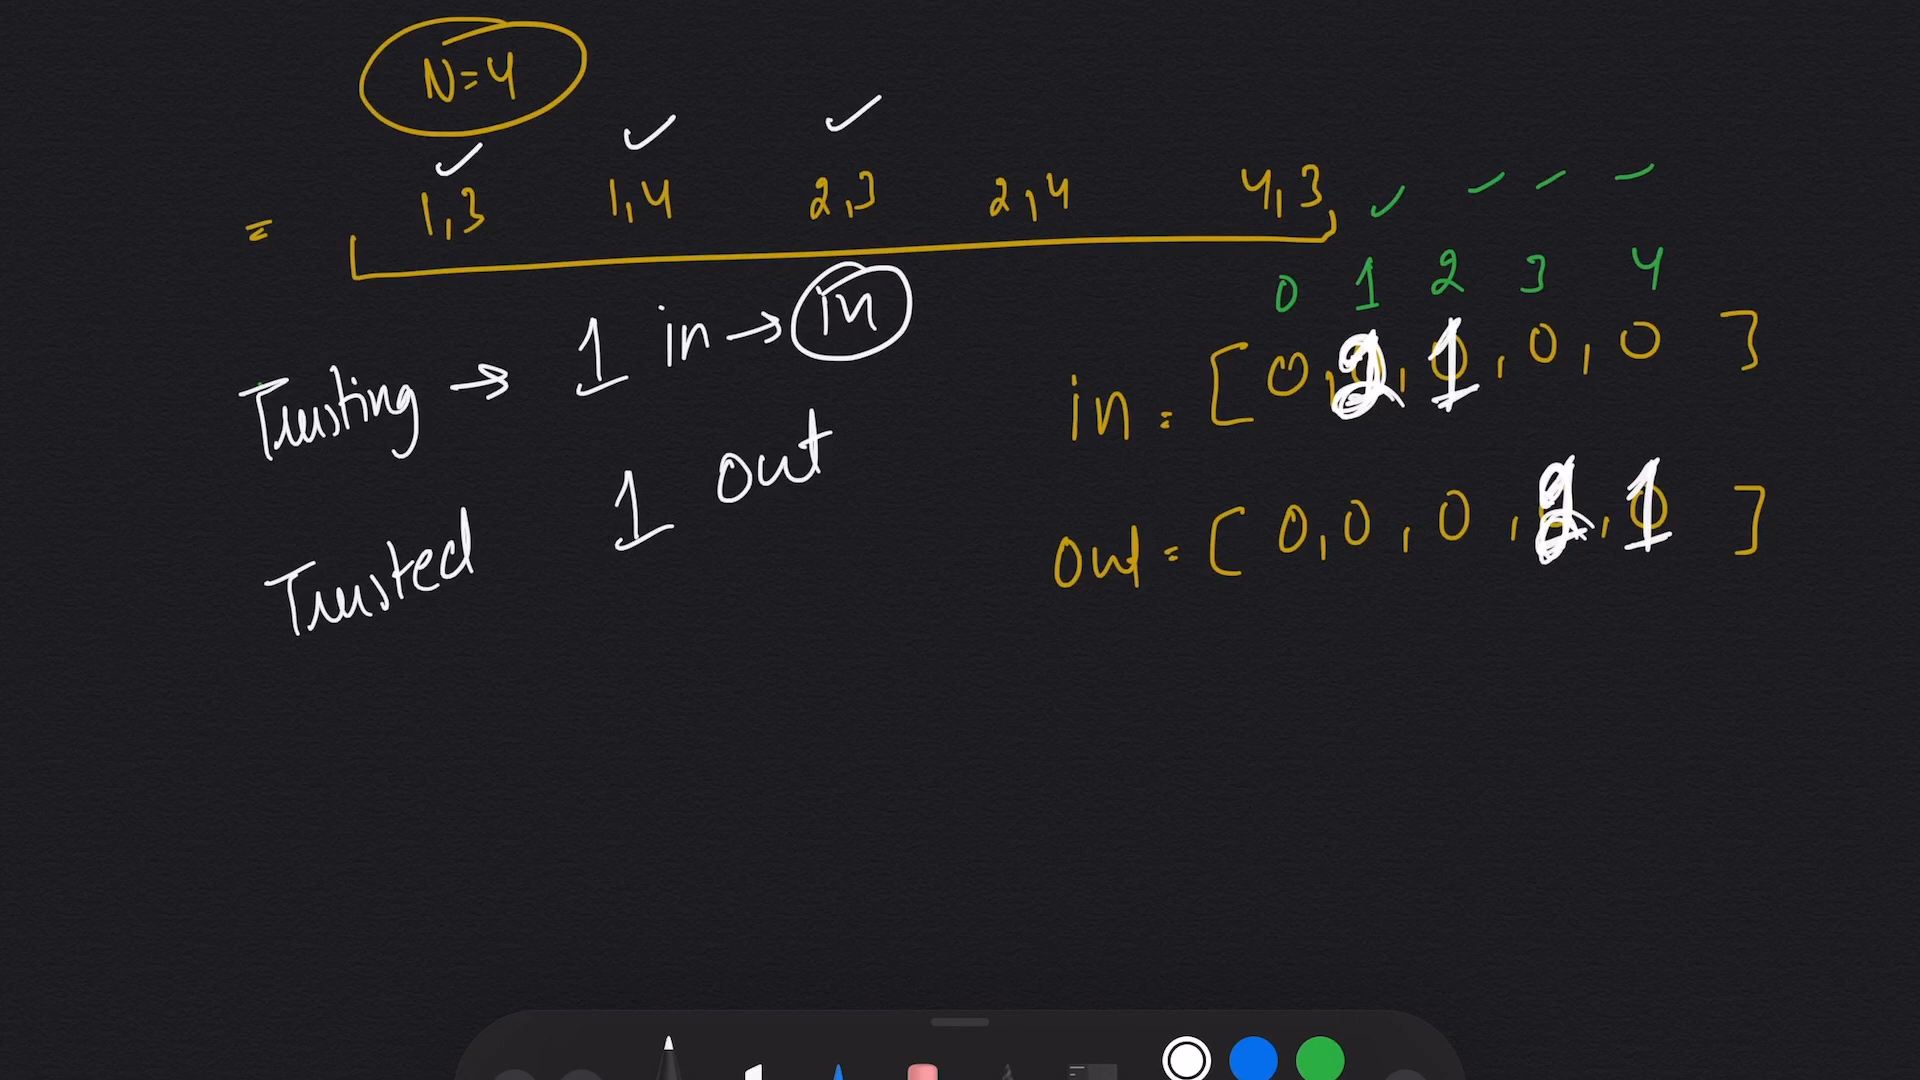 N=4
= 1,3 1,4 2,3 2,4 4,3
0 1 2 3 4
Trusting → 1 in → in
in = [ 0, 2, 1, 0, 0 ]
Trusted 1 out
out = [ 0, 0, 0, 2, 1 ]